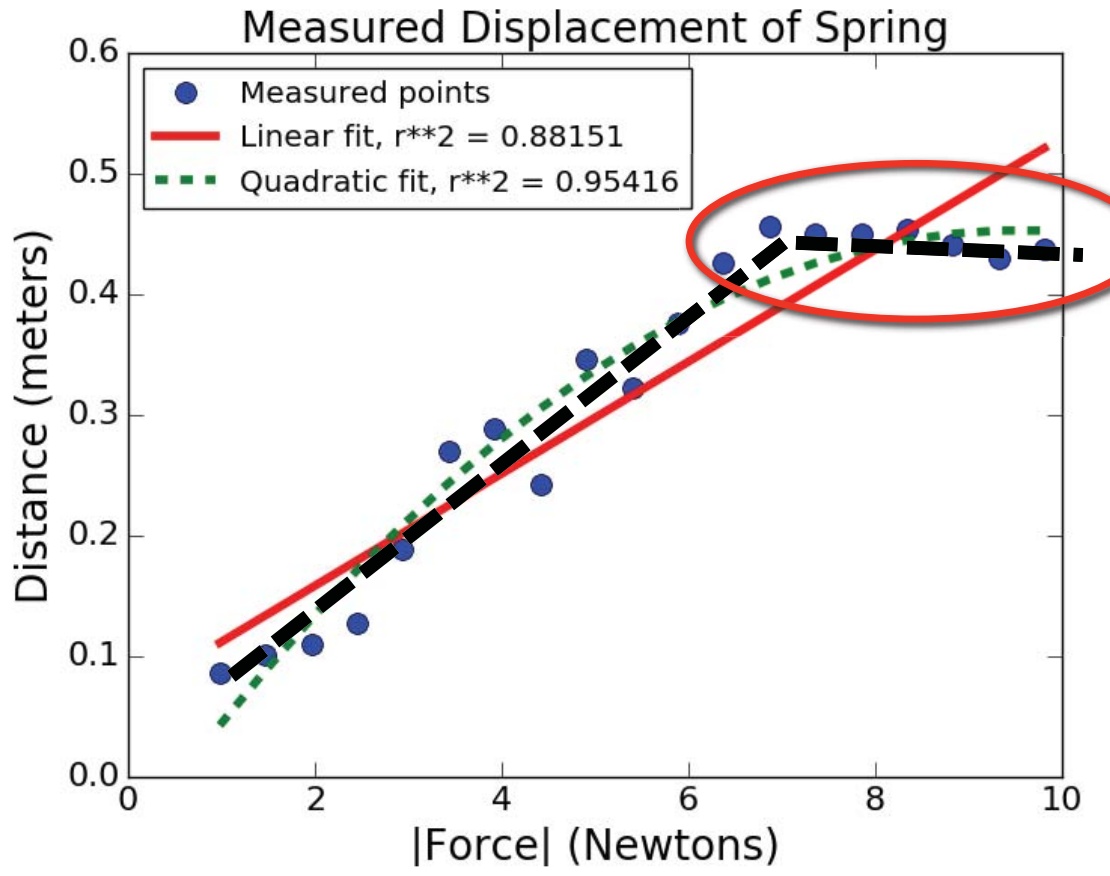 Measured Displacement of Spring
Measured points
Linear fit, r**2 = 0.88151
Quadratic fit, r**2 = 0.95416
Distance (meters)
0.6
0.5
0.4
0.3
0.2
0.1
0.0
0 2 4 6 8 10
|Force| (Newtons)